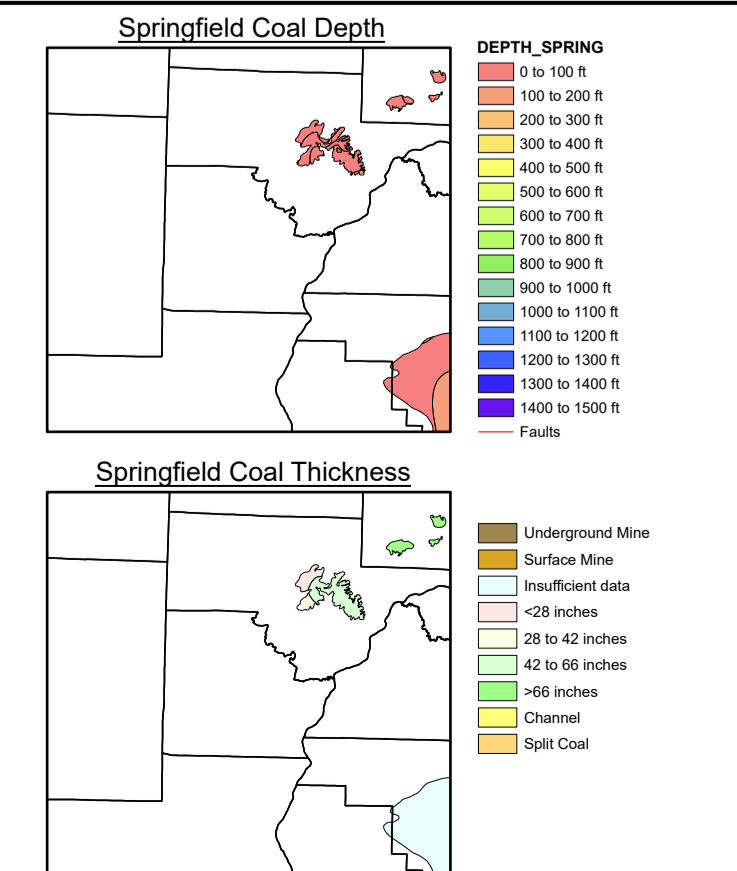 Springfield Coal Depth
DEPTH_SPRING
0 to 100 ft
100 to 200 ft
200 to 300 ft
300 to 400 ft
400 to 500 ft
500 to 600 ft
600 to 700 ft
700 to 800 ft
800 to 900 ft
900 to 1000 ft
1000 to 1100 ft
1100 to 1200 ft
1200 to 1300 ft
1300 to 1400 ft
1400 to 1500 ft
Faults
Springfield Coal Thickness
Underground Mine
Surface Mine
Insufficient data
<28 inches
28 to 42 inches
42 to 66 inches
>66 inches
Channel
Split Coal